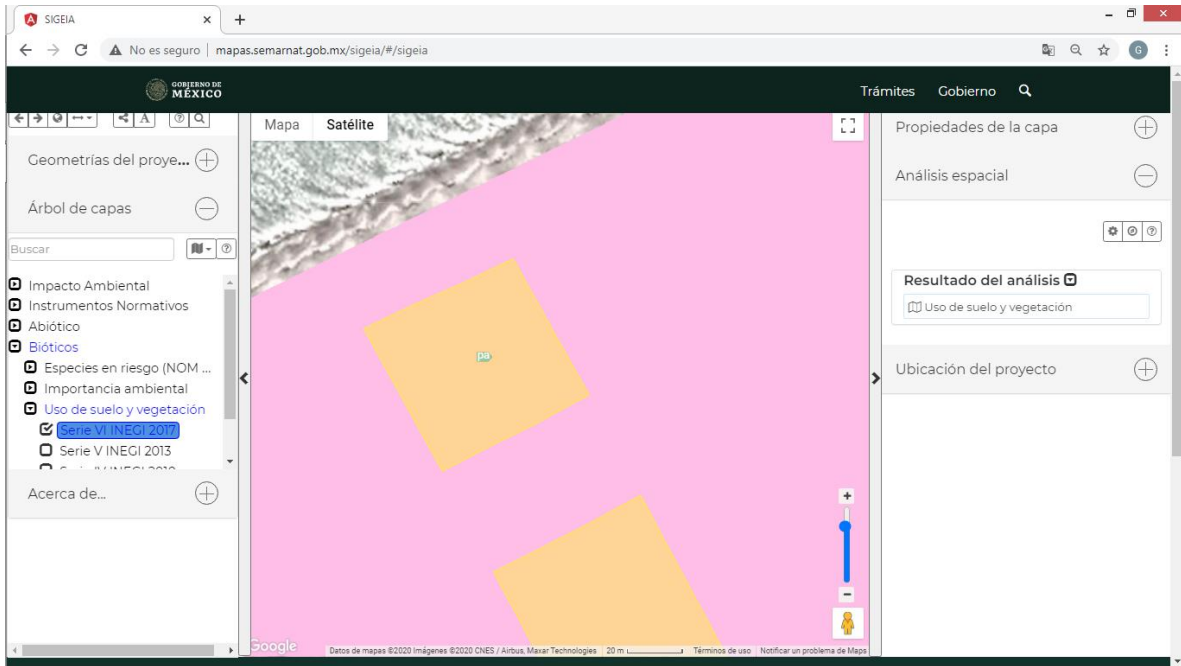 SIGEIA
No es seguro | mapas.semarnat.gob.mx/sigeia/#/sigeia
G
GOBIERNO DE
MÉXICO
Trámites Gobierno
A
Geometrías del proye...
Árbol de capas
Buscar
Impacto Ambiental
Instrumentos Normativos
Abiótico
Bióticos
Especies en riesgo (NOM ...
Importancia ambiental
Uso de suelo y vegetación
Serie VI INEGI 2017
Serie V INEGI 2013
Acerca de...
Mapa Satélite
pa
Google
Datos de mapas ©2020 Imágenes ©2020 CNES / Airbus, Maxar Technologies 20 m Términos de uso Notificar un problema de Maps
Propiedades de la capa
Análisis espacial
Resultado del análisis
Uso de suelo y vegetación
Ubicación del proyecto